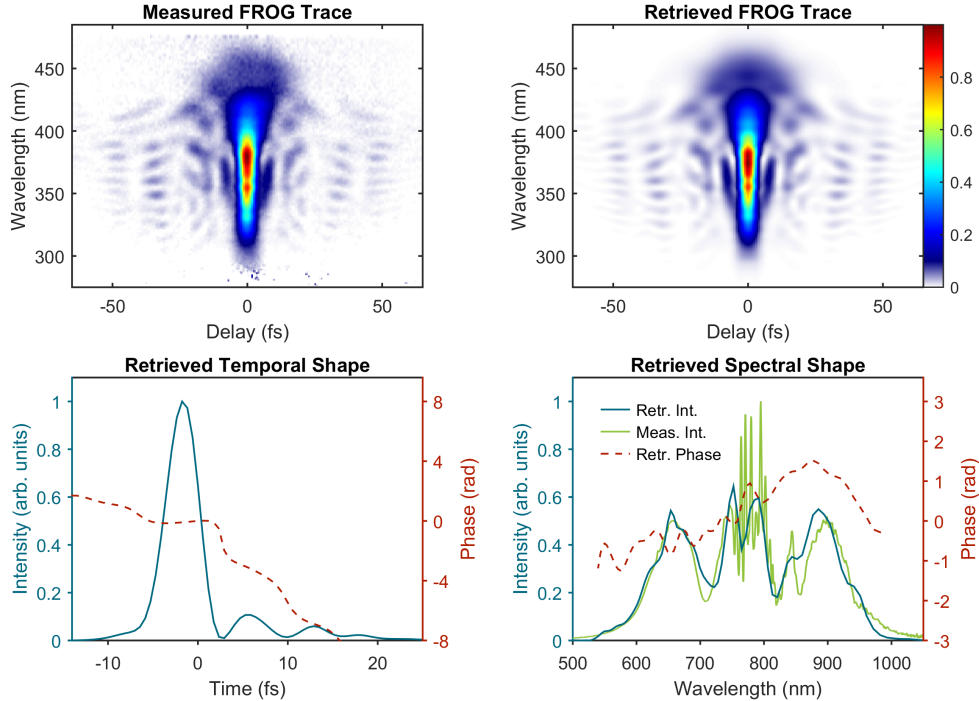 Measured FROG Trace
Wavelength (nm)
450
400
350
300
-50 0 50
Delay (fs)
Retrieved FROG Trace
Wavelength (nm)
450
400
350
300
-50 0 50
Delay (fs)
0.8
0.6
0.4
0.2
0
Retrieved Temporal Shape
Intensity (arb. units)
1
0.8
0.6
0.4
0.2
0
-10 0 10 20
Time (fs)
8
4
0
-4
-8
Phase (rad)
Retrieved Spectral Shape
Intensity (arb. units)
1
0.8
0.6
0.4
0.2
0
Retr. Int.
Meas. Int.
Retr. Phase
500 600 700 800 900 1000
Wavelength (nm)
3
2
1
0
-1
-2
-3
Phase (rad)